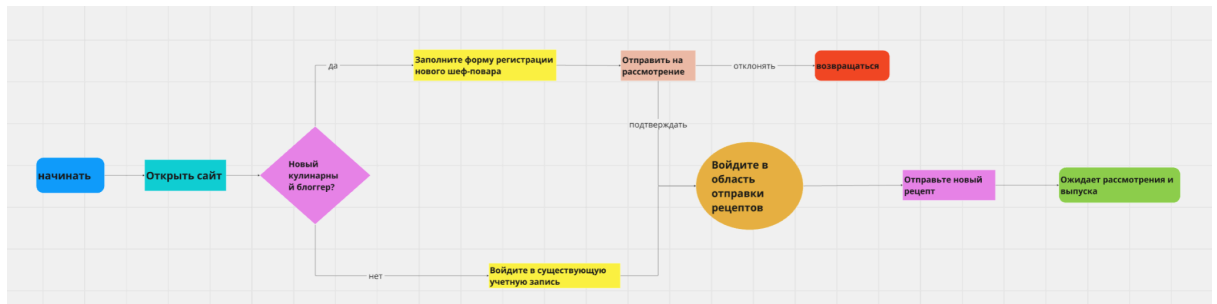 начинать
Открыть сайт
Новый
кулинарны
й блоггер?
да
Заполните форму регистрации
нового шеф-повара
Отправить на
рассмотрение
отклонять
возвращаться
подтверждать
нет
Войдите в существующую
учетную запись
Войдите в
область
отправки
рецептов
Отправьте новый
рецепт
Ожидает рассмотрения и
выпуска